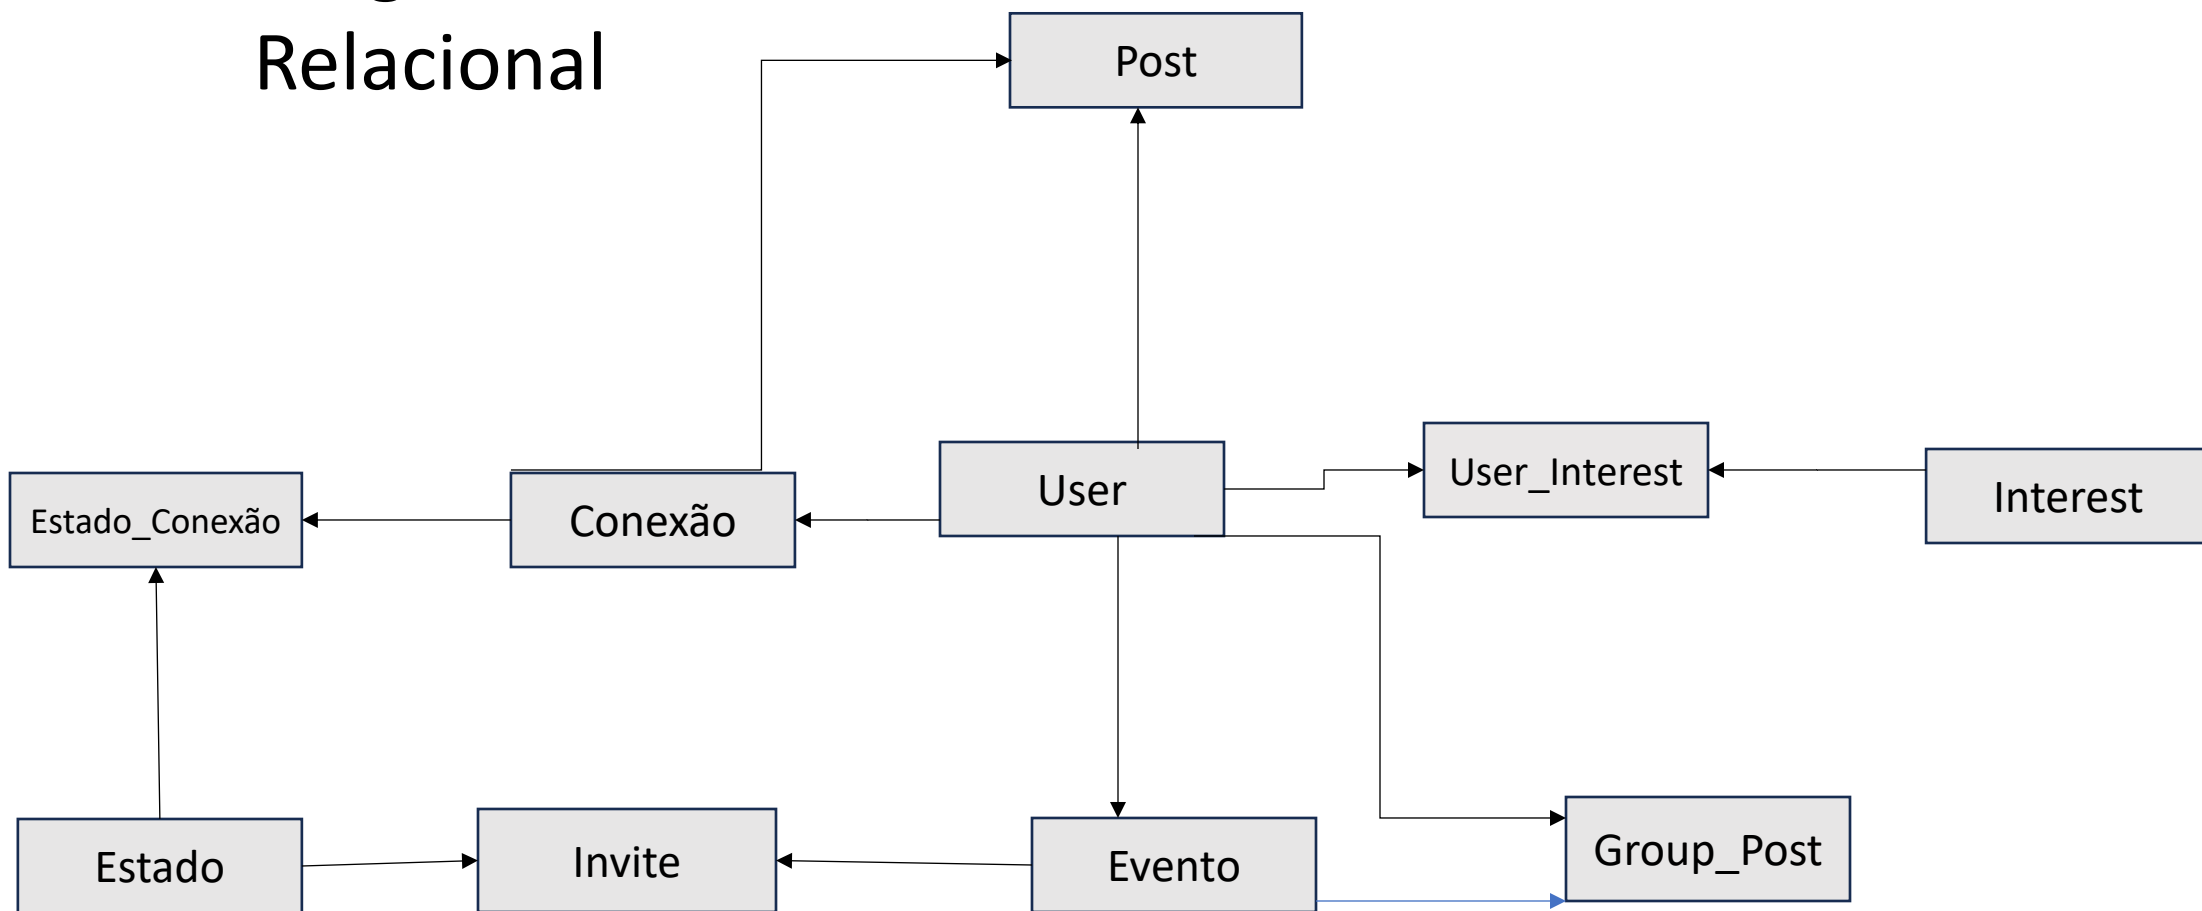 Relacional
Post
User
User_Interest
Interest
Estado_Conexão
Conexão
Estado
Invite
Evento
Group_Post